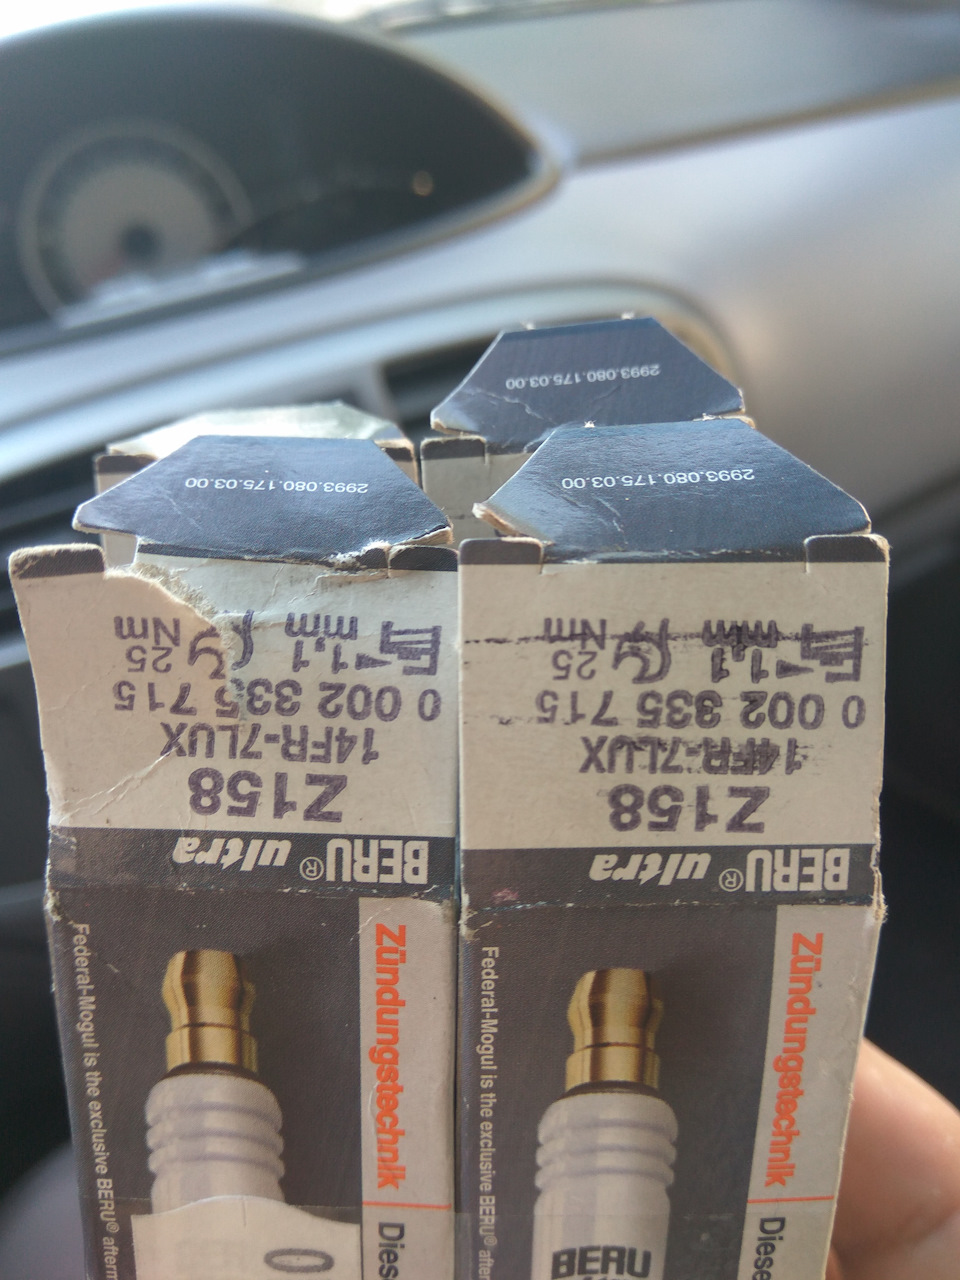 2993.080.175.03.00
2993.080.175.03.00
2993.080.175.03.00
BERU® ultra
Z158
14FR-7LUX
0 002 335 715
1,1 mm
25 Nm
BERU® ultra
Z158
14FR-7LUX
0 002 335 715
1,1 mm
25 Nm
Zündungstechnik
Federal-Mogul is the exclusive BERU®
0
Zündungstechnik
Federal-Mogul is the exclusive BERU®
BERU